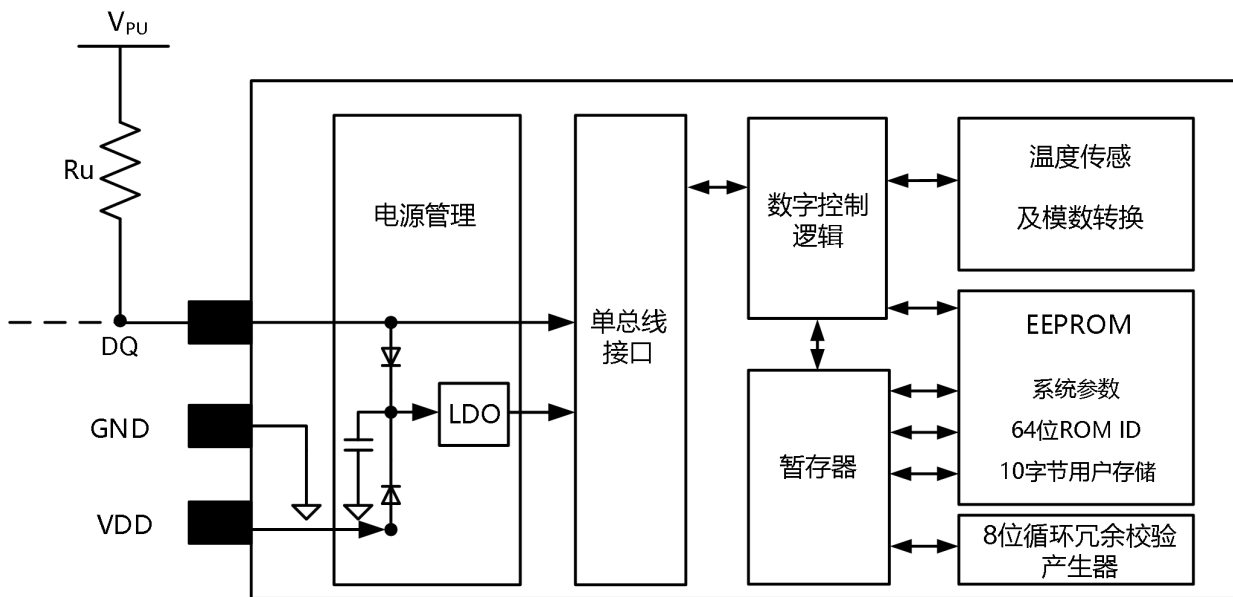 VPU
Ru
DQ
GND
VDD
电源管理
LDO
单总线
接口
数字控制
逻辑
暂存器
温度传感
及模数转换
EEPROM
系统参数
64位ROM ID
10字节用户存储
8位循环冗余校验
产生器